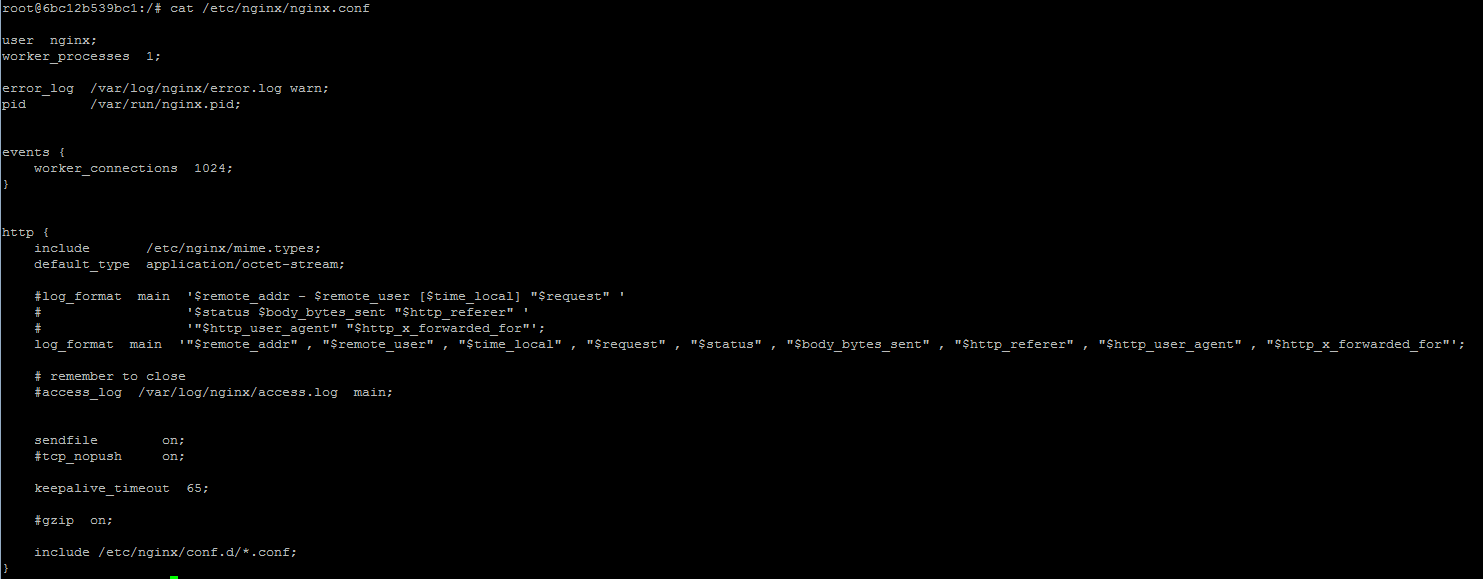 root@6bc12b539bc1:/# cat /etc/nginx/nginx.conf
user  nginx;
worker_processes  1;
error_log  /var/log/nginx/error.log warn;
pid        /var/run/nginx.pid;
events {
    worker_connections  1024;
}
http {
    include       /etc/nginx/mime.types;
    default_type  application/octet-stream;
    #log_format  main  '$remote_addr - $remote_user [$time_local] "$request" '
    #                  '$status $body_bytes_sent "$http_referer" '
    #                  '"$http_user_agent" "$http_x_forwarded_for"';
    log_format  main  '"$remote_addr" , "$remote_user" , "$time_local" , "$request" , "$status" , "$body_bytes_sent" , "$http_referer" , "$http_user_agent" , "$http_x_forwarded_for"';
    # remember to close
    #access_log  /var/log/nginx/access.log  main;
    sendfile        on;
    #tcp_nopush     on;
    keepalive_timeout  65;
    #gzip  on;
    include /etc/nginx/conf.d/*.conf;
}